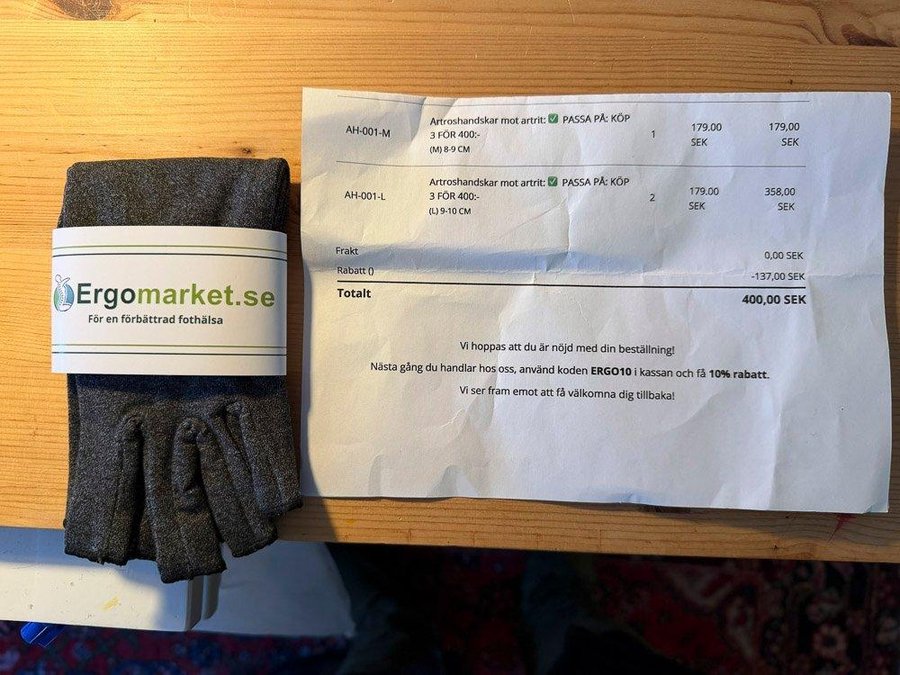 Ergomarket.se
För en förbättrad fothälsa
AH-001-M
Artroshandskar mot artrit: ✅ PASSA PÅ: KÖP
3 FÖR 400:-
(M) 8-9 CM
1
179.00
SEK
179,00
SEK
AH-001-L
Artroshandskar mot artrit: ✅ PASSA PÅ: KÖP
3 FÖR 400:-
(L) 9-10 CM
2
179.00
SEK
358,00
SEK
Frakt
0,00 SEK
Rabatt ()
-137,00 SEK
Totalt
400,00 SEK
Vi hoppas att du är nöjd med din beställning!
Nästa gång du handlar hos oss, använd koden ERGO10 i kassan och få 10% rabatt.
Vi ser fram emot att få välkomna dig tillbaka!